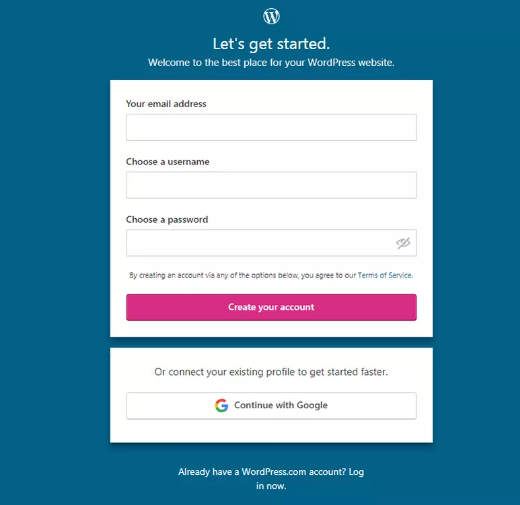 Let's get started.
Welcome to the best place for your WordPress website.
Your email address
Choose a username
Choose a password
By creating an account via any of the options below, you agree to our Terms of Service.
Create your account
Or connect your existing profile to get started faster.
Continue with Google
Already have a WordPress.com account? Log
in now.